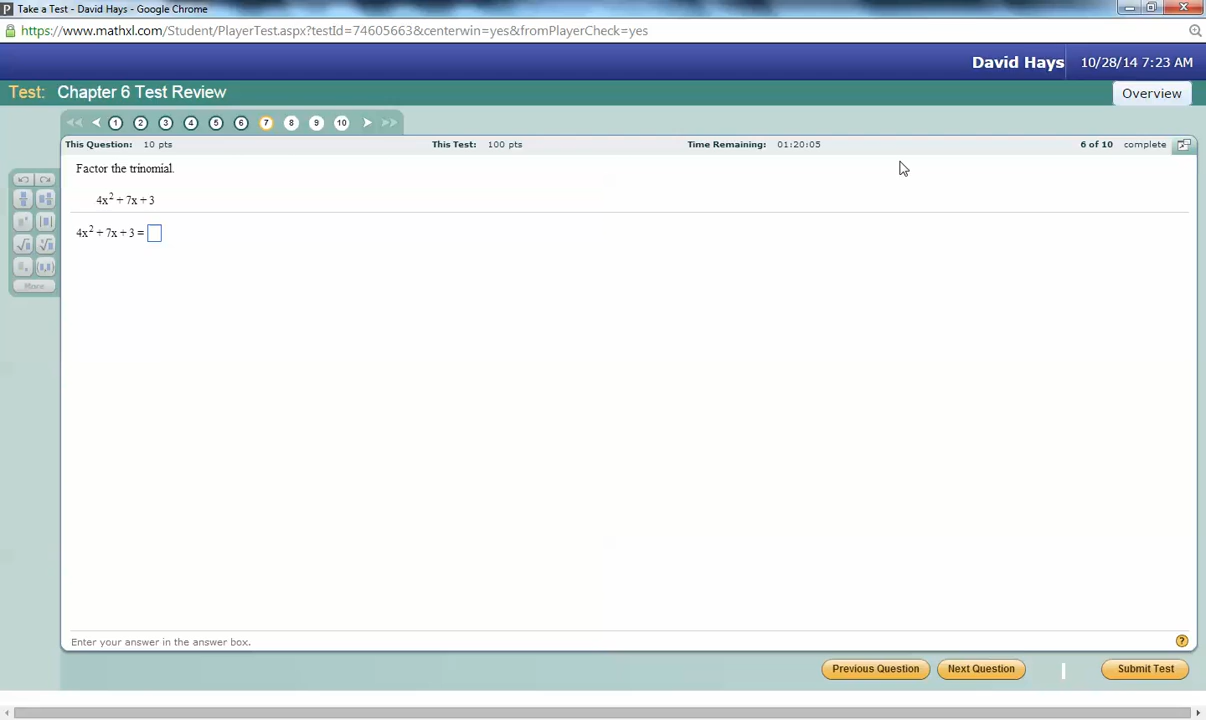 Take a Test - David Hays - Google Chrome
https://www.mathxl.com/Student/PlayerTest.aspx?testId=74605663&centerwin=yes&fromPlayerCheck=yes
David Hays 10/28/14 7:23 AM
Test: Chapter 6 Test Review
Overview
1 2 3 4 5 6 7 8 9 10
This Question: 10 pts This Test: 100 pts Time Remaining: 01:20:05 6 of 10 complete
Factor the trinomial.
4x² + 7x + 3
4x² + 7x + 3 =
More
Enter your answer in the answer box.
?
Previous Question Next Question Submit Test